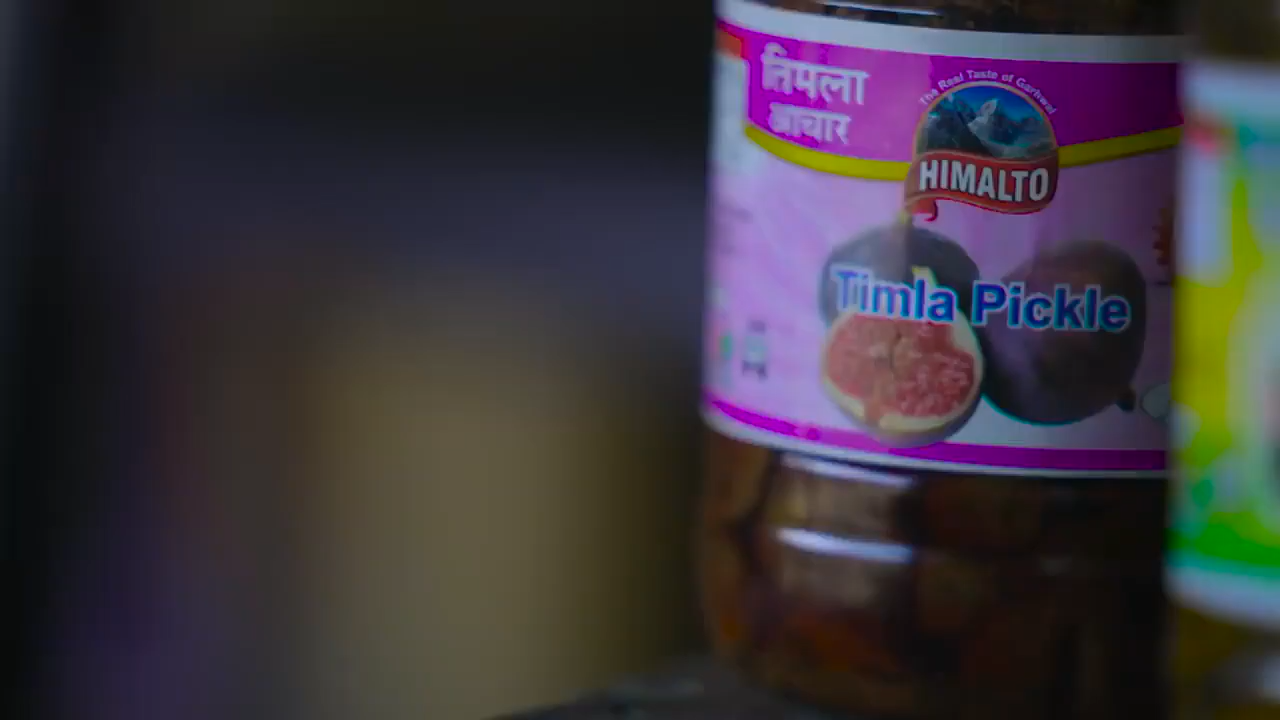 तिमला
आचार
The Real Taste of Garhwal
HIMALTO
Timla Pickle